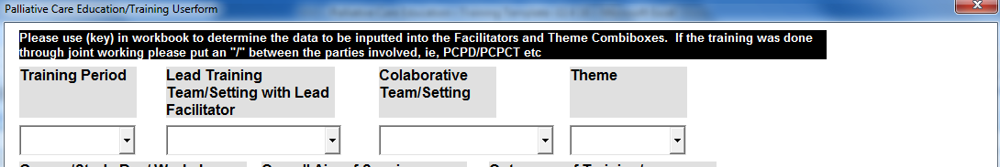 Palliative Care Education/Training Userform
Please use (key) in workbook to determine the data to be inputted into the Facilitators and Theme Combiboxes.  If the training was done
through joint working please put an "/" between the parties involved, ie, PCPD/PCPCT etc
Training Period
Lead Training
Team/Setting with Lead
Facilitator
Colaborative
Team/Setting
Theme